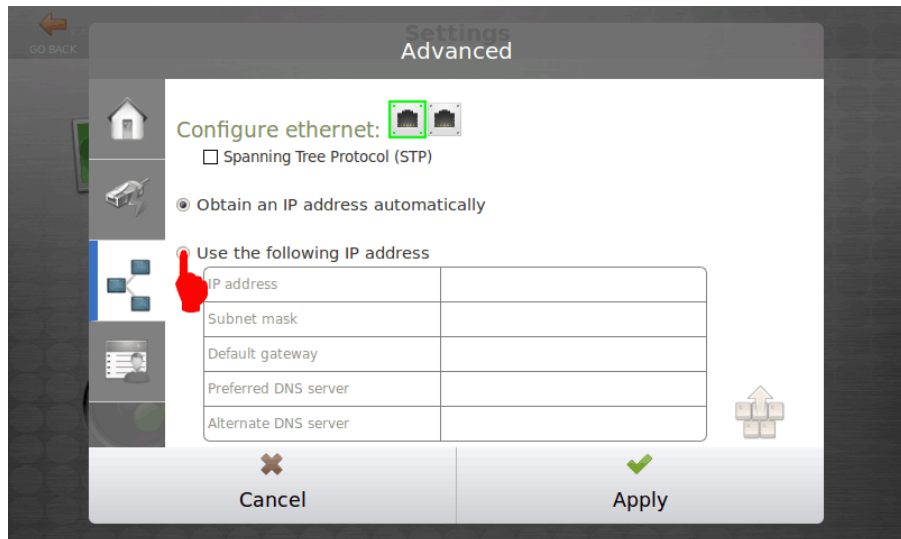 Settings
GO BACK
Advanced
Configure ethernet:
Spanning Tree Protocol (STP)
Obtain an IP address automatically
Use the following IP address
IP address
Subnet mask
Default gateway
Preferred DNS server
Alternate DNS server
Cancel
Apply